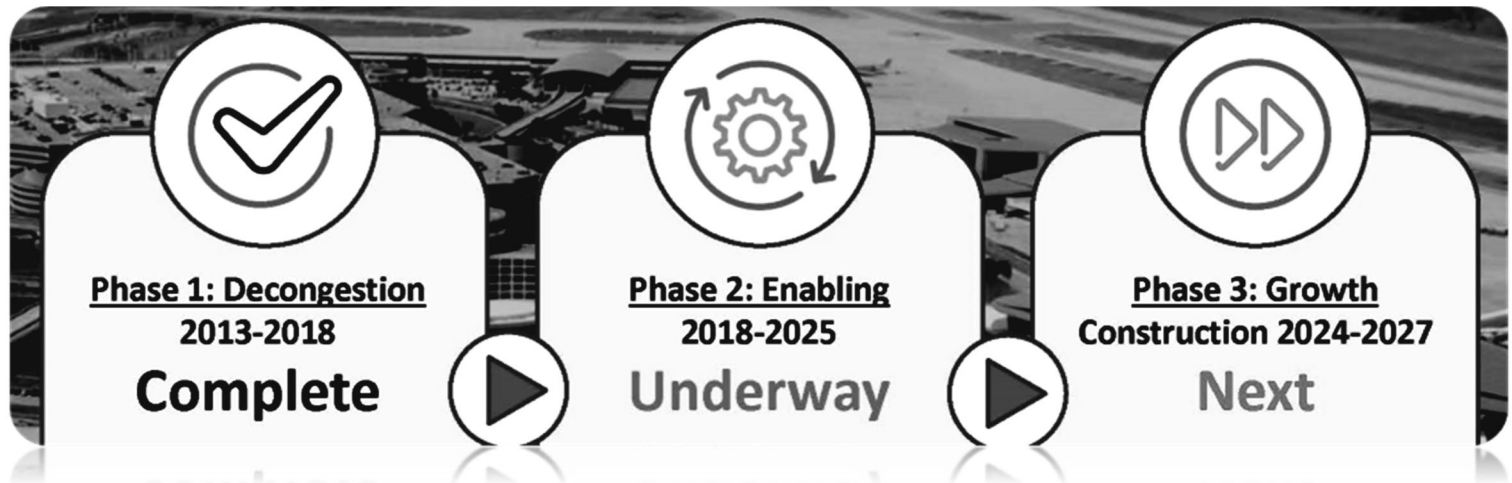 Phase 1: Decongestion
2013-2018
Complete
Phase 2: Enabling
2018-2025
Underway
Phase 3: Growth
Construction 2024-2027
Next